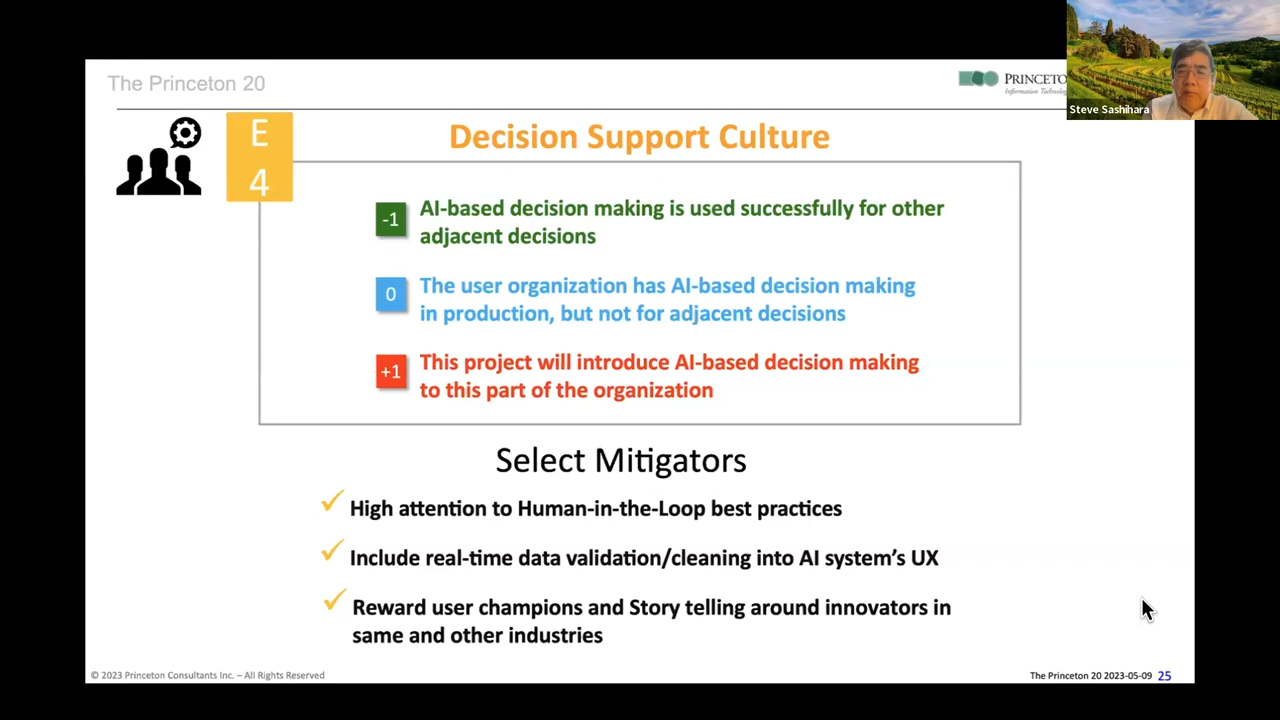 The Princeton 20
PRINCETO
Information Technology
Steve Sashihara
E
4
Decision Support Culture
-1
AI-based decision making is used successfully for other
adjacent decisions
0
The user organization has AI-based decision making
in production, but not for adjacent decisions
+1
This project will introduce AI-based decision making
to this part of the organization
Select Mitigators
✓ High attention to Human-in-the-Loop best practices
✓ Include real-time data validation/cleaning into AI system's UX
✓ Reward user champions and Story telling around innovators in
same and other industries
© 2023 Princeton Consultants Inc. – All Rights Reserved
The Princeton 20 2023-05-09 25